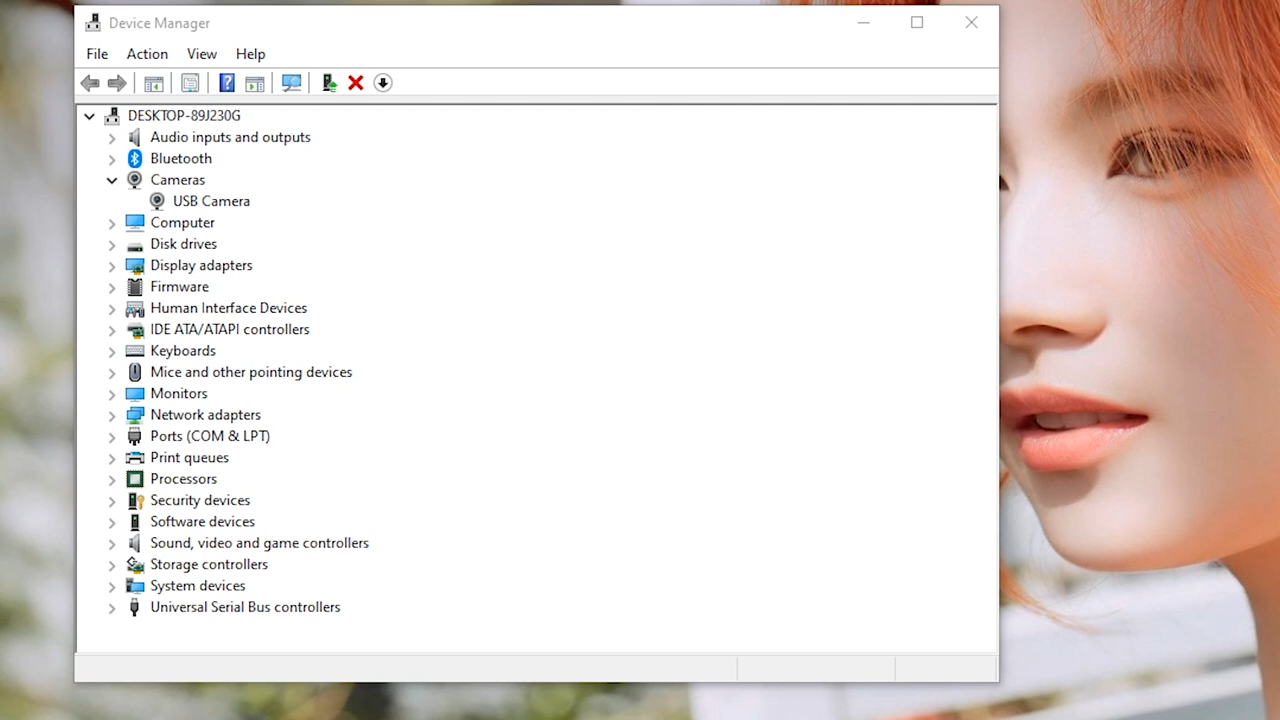 Device Manager
File Action View Help
DESKTOP-89J230G
Audio inputs and outputs
Bluetooth
Cameras
USB Camera
Computer
Disk drives
Display adapters
Firmware
Human Interface Devices
IDE ATA/ATAPI controllers
Keyboards
Mice and other pointing devices
Monitors
Network adapters
Ports (COM & LPT)
Print queues
Processors
Security devices
Software devices
Sound, video and game controllers
Storage controllers
System devices
Universal Serial Bus controllers